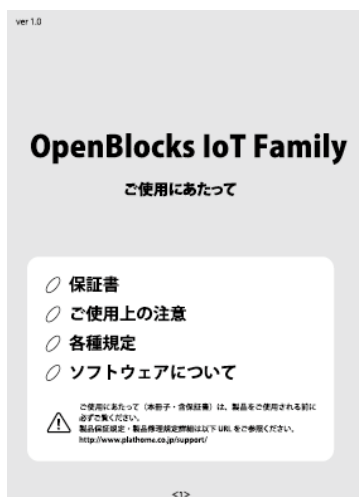 ver 1.0
OpenBlocks IoT Family
ご使用にあたって
保証書
ご使用上の注意
各種規定
ソフトウェアについて
ご使用にあたって（本冊子・含保証書）は、製品をご使用される前に
必ずご覧ください。
製品保証規定・製品修理規定詳細は以下 URL をご参照ください。
http://www.plathome.co.jp/support/
<1>